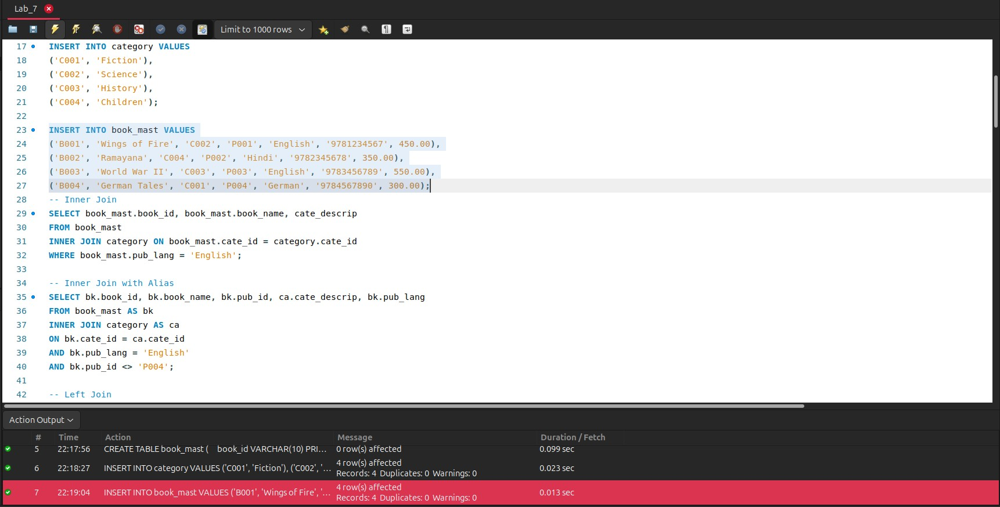 Lab_7
Limit to 1000 rows
17 INSERT INTO category VALUES
18 ('C001', 'Fiction'),
19 ('C002', 'Science'),
20 ('C003', 'History'),
21 ('C004', 'Children');
22
23 INSERT INTO book_mast VALUES
24 ('B001', 'Wings of Fire', 'C002', 'P001', 'English', '9781234567', 450.00),
25 ('B002', 'Ramayana', 'C004', 'P002', 'Hindi', '9782345678', 350.00),
26 ('B003', 'World War II', 'C003', 'P003', 'English', '9783456789', 550.00),
27 ('B004', 'German Tales', 'C001', 'P004', 'German', '9784567890', 300.00);
28 -- Inner Join
29 SELECT book_mast.book_id, book_mast.book_name, cate_descrip
30 FROM book_mast
31 INNER JOIN category ON book_mast.cate_id = category.cate_id
32 WHERE book_mast.pub_lang = 'English';
33
34 -- Inner Join with Alias
35 SELECT bk.book_id, bk.book_name, bk.pub_id, ca.cate_descrip, bk.pub_lang
36 FROM book_mast AS bk
37 INNER JOIN category AS ca
38 ON bk.cate_id = ca.cate_id
39 AND bk.pub_lang = 'English'
40 AND bk.pub_id <> 'P004';
41
42 -- Left Join
Action Output
# Time Action Message Duration / Fetch
5 22:17:56 CREATE TABLE book_mast ( book_id VARCHAR(10) PRI... 0 row(s) affected 0.099 sec
6 22:18:27 INSERT INTO category VALUES ('C001', 'Fiction'), ('C002', '... 4 row(s) affected 0.023 sec
Records: 4 Duplicates: 0 Warnings: 0
7 22:19:04 INSERT INTO book_mast VALUES ('B001', 'Wings of Fire', '... 4 row(s) affected 0.013 sec
Records: 4 Duplicates: 0 Warnings: 0